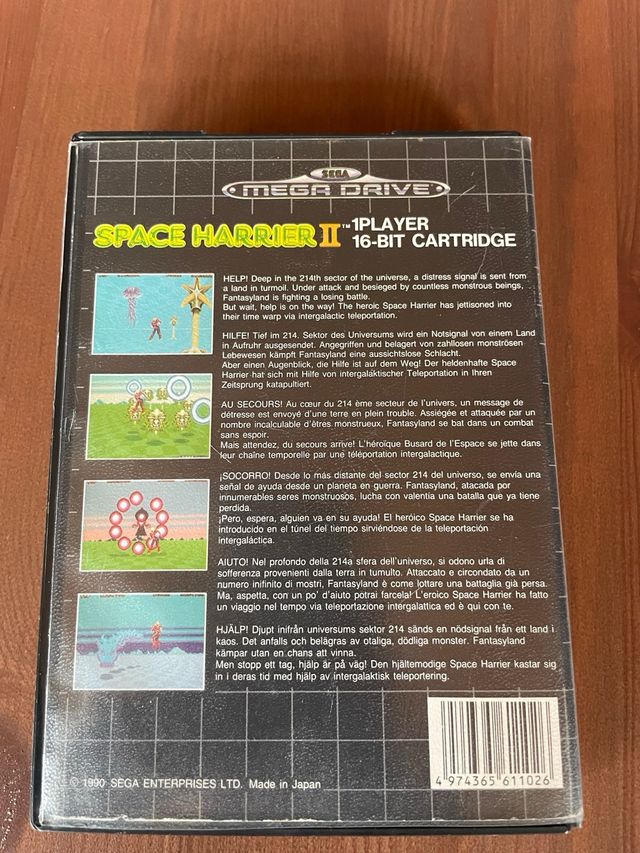 SEGA
MEGA DRIVE
SPACE HARRIER II™
1PLAYER
16-BIT CARTRIDGE
HELP! Deep in the 214th sector of the universe, a distress signal is sent from
a land in turmoil. Under attack and besieged by countless monstrous beings,
Fantasyland is fighting a losing battle.
But wait, help is on the way! The heroic Space Harrier has jettisoned into
their time warp via intergalactic teleportation.
HILFE! Tief im 214. Sektor des Universums wird ein Notsignal von einem Land
in Aufruhr ausgesendet. Angegriffen und belagert von zahllosen monströsen
Lebewesen kämpft Fantasyland eine aussichtslose Schlacht.
Aber einen Augenblick, die Hilfe ist auf dem Weg! Der heldenhafte Space
Harrier hat sich mit Hilfe von intergalaktischer Teleportation in Ihren
Zeitsprung katapultiert.
AU SECOURS! Au cœur du 214 ème secteur de l'univers, un message de
détresse est envoyé d'une terre en plein trouble. Assiégée et attaquée par un
nombre incalculable d'êtres monstrueux, Fantasyland se bat dans un combat
sans espoir.
Mais attendez, du secours arrive! L'héroïque Busard de l'Espace se jette dans
leur chaîne temporelle par une téléportation intergalactique.
¡SOCORRO! Desde lo más distante del sector 214 del universo, se envía una
señal de ayuda desde un planeta en guerra. Fantasyland, atacada por
innumerables seres monstruosos, lucha con valentía una batalla que ya tiene
perdida.
¡Pero, espera, alguien va en su ayuda! El heróico Space Harrier se ha
introducido en el túnel del tiempo sirviéndose de la teleportación
intergaláctica.
AIUTO! Nel profondo della 214a sfera dell'universo, si odono urla di
sofferenza provenienti dalla terra in tumulto. Attaccato e circondato da un
numero infinito di mostri, Fantasyland è come lottare una battaglia già persa.
Ma, aspetta, con un po' d'aiuto potrai farcela! L'eroico Space Harrier ha fatto
un viaggio nel tempo via teleportazione intergalattica ed è qui con te.
HJÄLP! Djupt inifrån universums sektor 214 sänds en nödsignal från ett land i
kaos. Det anfalls och belägras av otaliga, dödliga monster. Fantasyland
kämpar utan en chans att vinna.
Men stopp ett tag, hjälp är på väg! Den hjältemodige Space Harrier kastar sig
in i deras tid med hjälp av intergalaktisk teleportering.
4 974365 611026
© 1990 SEGA ENTERPRISES LTD. Made in Japan